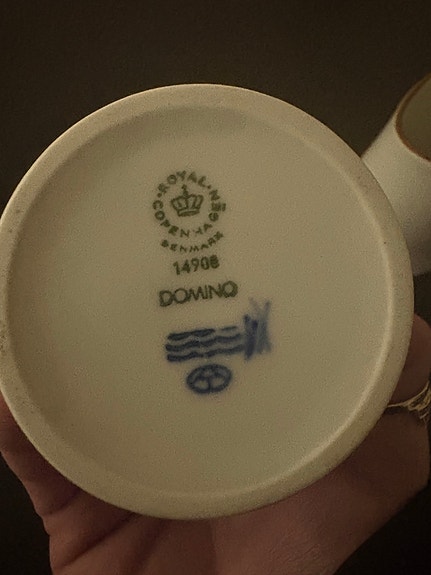 ROYAL·COPENHAGEN
DENMARK
14908
DOMINO